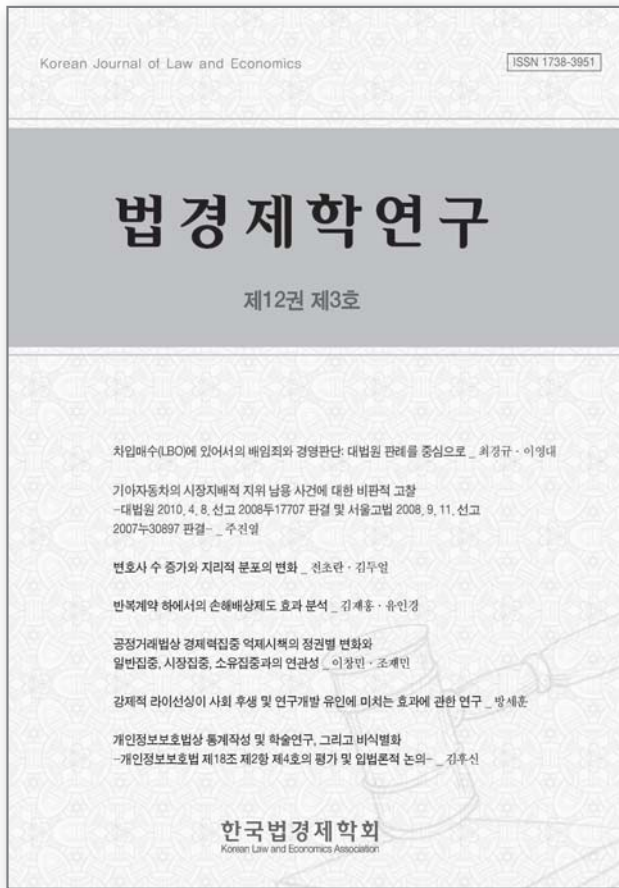 Korean Journal of Law and Economics
ISSN 1738-3951
법경제학연구
제12권 제3호
차입매수(LBO)에 있어서의 배임죄와 경영판단: 대법원 판례를 중심으로 _ 최경규 · 이영대
기아자동차의 시장지배적 지위 남용 사건에 대한 비판적 고찰
-대법원 2010. 4. 8. 선고 2008두17707 판결 및 서울고법 2008. 9. 11. 선고
2007누30897 판결- _ 주진열
변호사 수 증가와 지리적 분포의 변화 _ 전초란 · 김두얼
반복계약 하에서의 손해배상제도 효과 분석 _ 김재홍 · 유인경
공정거래법상 경제력집중 억제시책의 정권별 변화와
일반집중, 시장집중, 소유집중과의 연관성 _ 이창민 · 조재민
강제적 라이선싱이 사회 후생 및 연구개발 유인에 미치는 효과에 관한 연구 _ 방세훈
개인정보보호법상 통계작성 및 학술연구, 그리고 비식별화
-개인정보보호법 제18조 제2항 제4호의 평가 및 입법론적 논의- _ 김후신
한국법경제학회
Korean Law and Economics Association